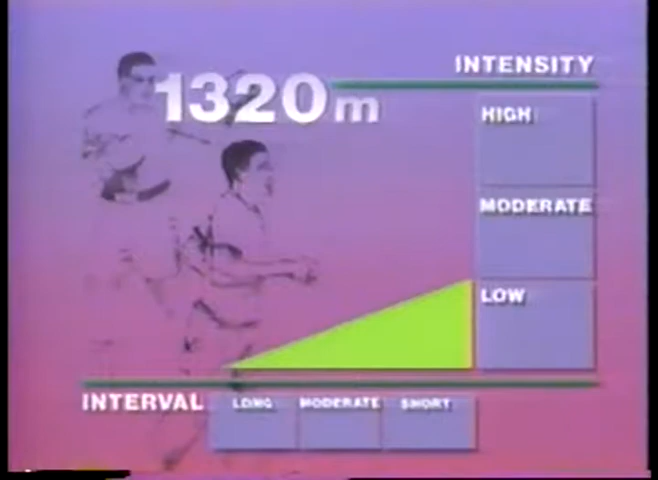 INTENSITY
1320m
HIGH
MODERATE
LOW
INTERVAL LONG MODERATE SHORT